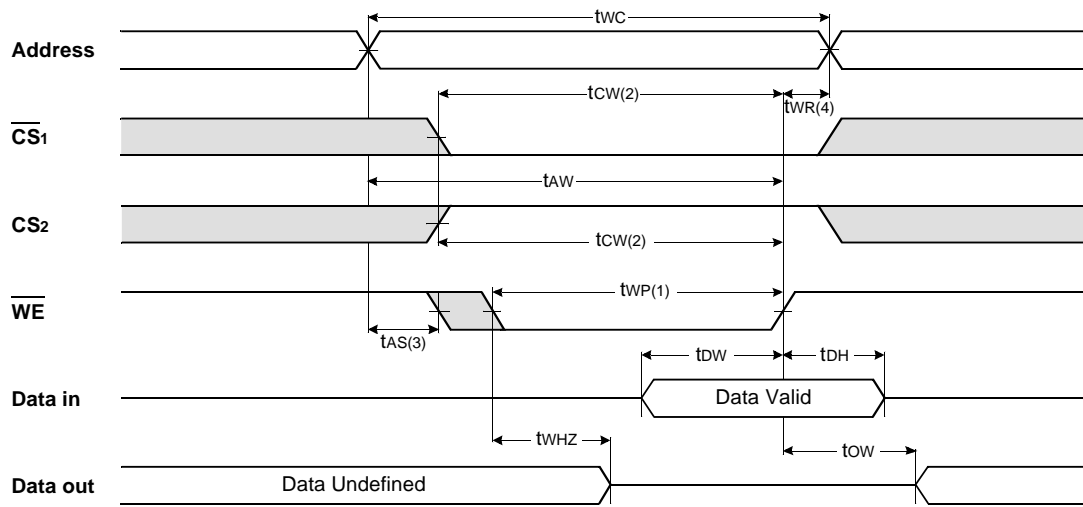 tWC
Address
tCW(2)
tWR(4)
CS1
tAW
CS2
tCW(2)
tWP(1)
WE
tAS(3)
tDW
tDH
Data in
Data Valid
tWHZ
tOW
Data out
Data Undefined